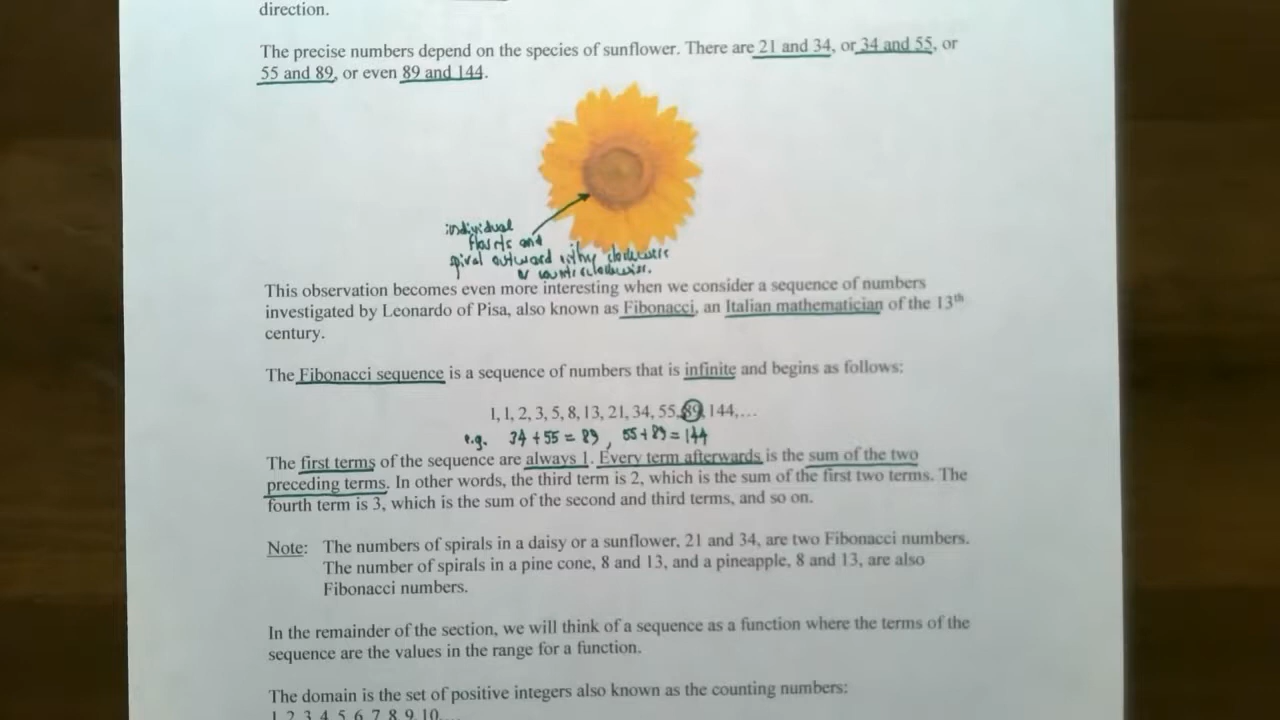 direction.
The precise numbers depend on the species of sunflower. There are 21 and 34, or 34 and 55, or
55 and 89, or even 89 and 144.
individual
florets and
spiral outward
clockwise
or counterclockwise.
This observation becomes even more interesting when we consider a sequence of numbers
investigated by Leonardo of Pisa, also known as Fibonacci, an Italian mathematician of the 13th
century.
The Fibonacci sequence is a sequence of numbers that is infinite and begins as follows:
1, 1, 2, 3, 5, 8, 13, 21, 34, 55, 89, 144,…
e.g. 34 + 55 = 89, 55 + 89 = 144
The first terms of the sequence are always 1. Every term afterwards is the sum of the two
preceding terms. In other words, the third term is 2, which is the sum of the first two terms. The
fourth term is 3, which is the sum of the second and third terms, and so on.
Note: The numbers of spirals in a daisy or a sunflower, 21 and 34, are two Fibonacci numbers.
The number of spirals in a pine cone, 8 and 13, and a pineapple, 8 and 13, are also
Fibonacci numbers.
In the remainder of the section, we will think of a sequence as a function where the terms of the
sequence are the values in the range for a function.
The domain is the set of positive integers also known as the counting numbers:
1, 2, 3, 4, 5, 6, 7, 8, 9, 10,…